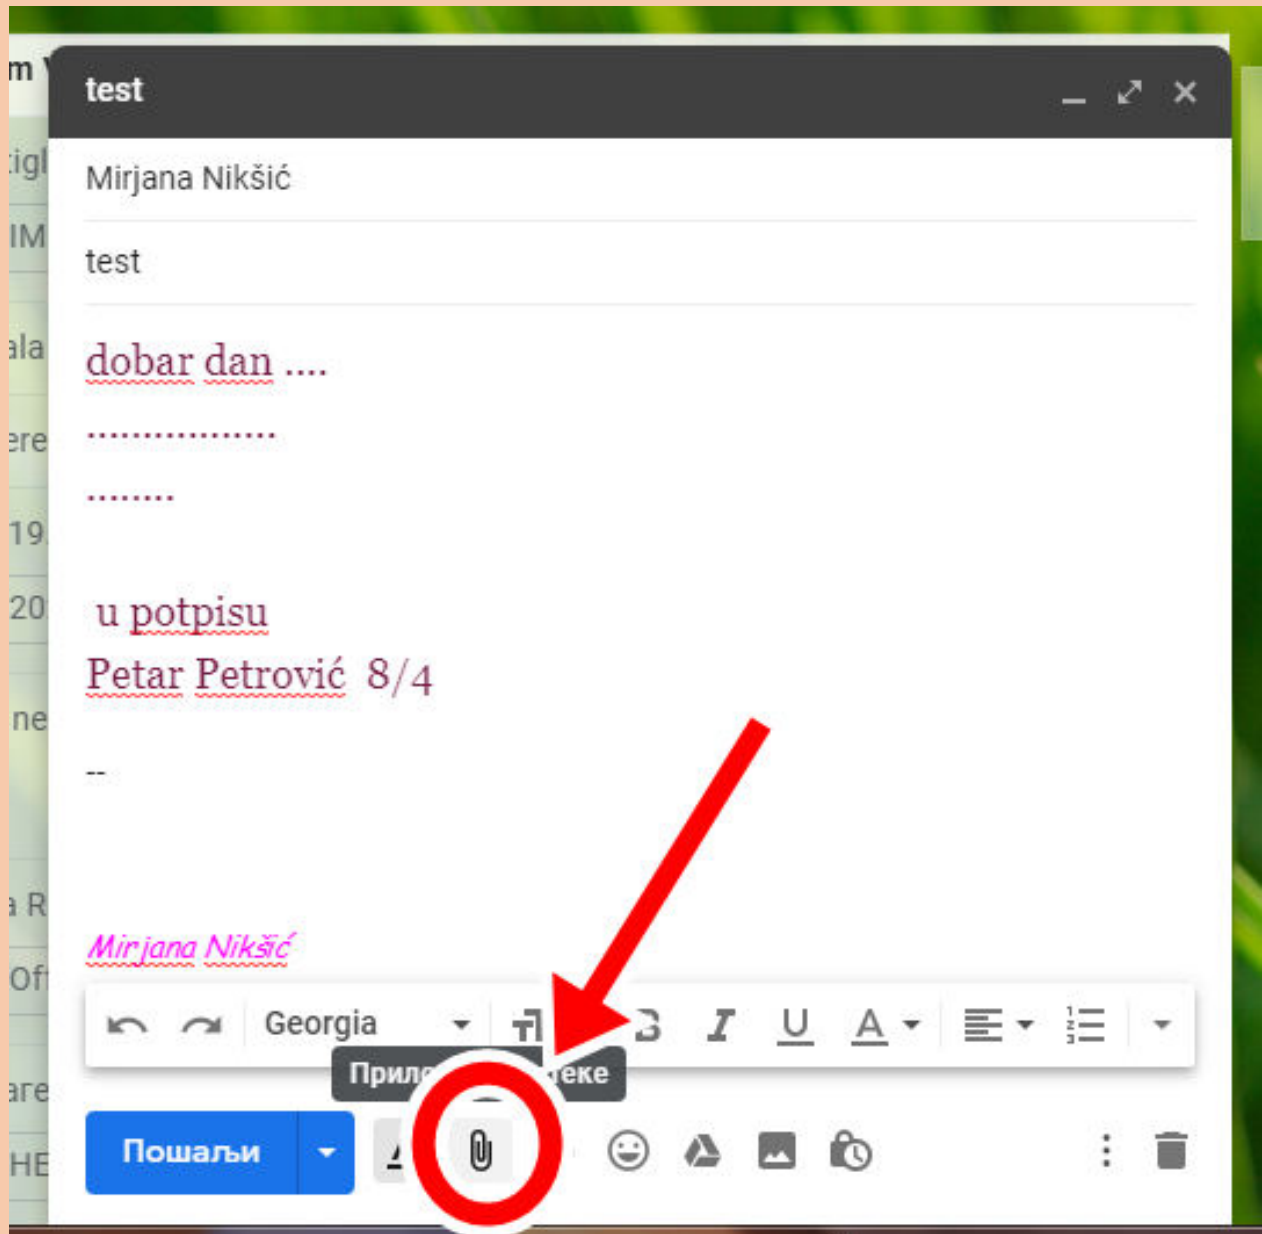 test
Mirjana Nikšić
test
dobar dan ....
.................
........
u potpisu
Petar Petrović 8/4
--
Mirjana Nikšić
Georgia
B I U A
Пошаљи